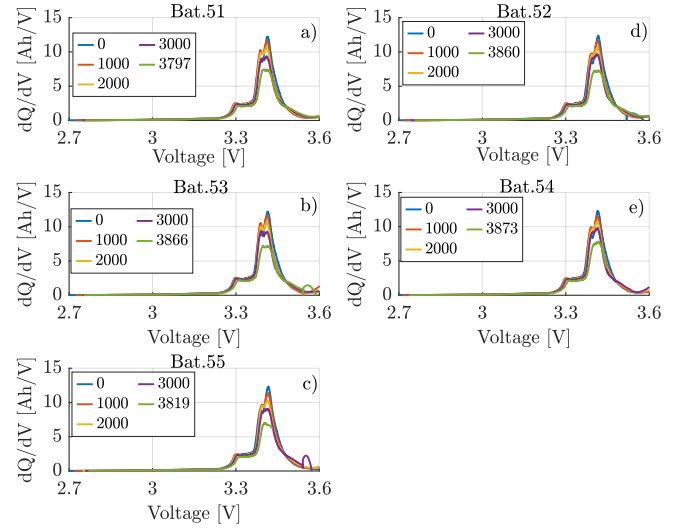 Bat.51
a)
dQ/dV [Ah/V]
15
10
5
0
0 3000
1000 3797
2000
2.7 3 3.3 3.6
Voltage [V]
Bat.52
d)
dQ/dV [Ah/V]
15
10
5
0
0 3000
1000 3860
2000
2.7 3 3.3 3.6
Voltage [V]
Bat.53
b)
dQ/dV [Ah/V]
15
10
5
0
0 3000
1000 3866
2000
2.7 3 3.3 3.6
Voltage [V]
Bat.54
e)
dQ/dV [Ah/V]
15
10
5
0
0 3000
1000 3873
2000
2.7 3 3.3 3.6
Voltage [V]
Bat.55
c)
dQ/dV [Ah/V]
15
10
5
0
0 3000
1000 3819
2000
2.7 3 3.3 3.6
Voltage [V]